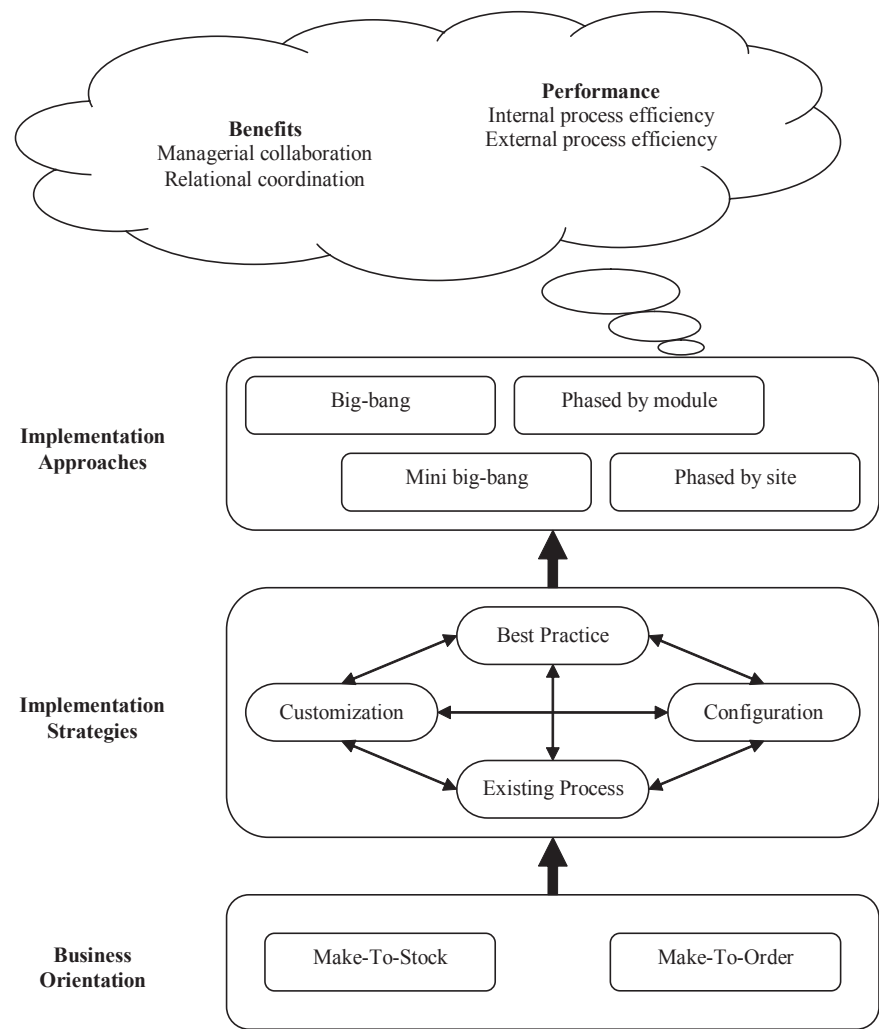 Performance
Internal process efficiency
External process efficiency
Benefits
Managerial collaboration
Relational coordination
Implementation
Approaches
Big-bang
Phased by module
Mini big-bang
Phased by site
Implementation
Strategies
Best Practice
Customization
Configuration
Existing Process
Business
Orientation
Make-To-Stock
Make-To-Order